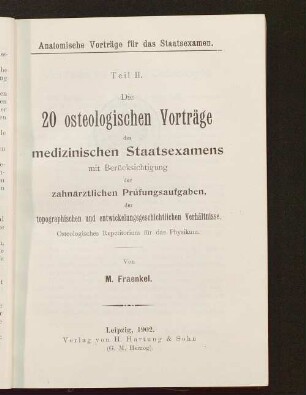 Anatomische Vorträge für das Staatsexamen.
Teil II.
Die
20 osteologischen Vorträge
des
medizinischen Staatsexamens
mit Berücksichtigung
der
zahnärztlichen Prüfungsaufgaben,
der
topographischen und entwickelungsgeschichtlichen Verhältnisse.
Osteologisches Repetitorium für das Physikum.
Von
M. Fraenkel.
Leipzig, 1902.
Verlag von H. Hartung & Sohn
(G. M. Herzog).